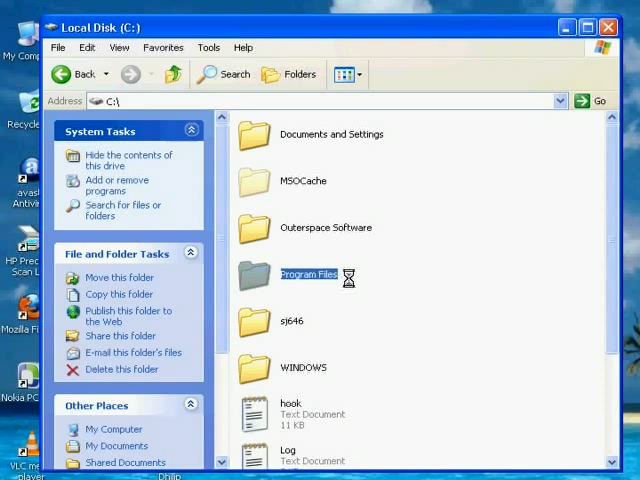 Local Disk (C:)
File Edit View Favorites Tools Help
Back Search Folders
Address C:\ Go
System Tasks
Hide the contents of
this drive
Add or remove
programs
Search for files or
folders
File and Folder Tasks
Move this folder
Copy this folder
Publish this folder to
the Web
Share this folder
E-mail this folder's files
Delete this folder
Other Places
My Computer
My Documents
Shared Documents
Documents and Settings
MSOCache
Outerspace Software
Program Files
sj646
WINDOWS
hook
Text Document
11 KB
Log
Text Document
My Comp
Recycle
avas
Antivir
HP Prec
Scan L
Mozilla Fi
Nokia PC
VLC me
player
Dhilip